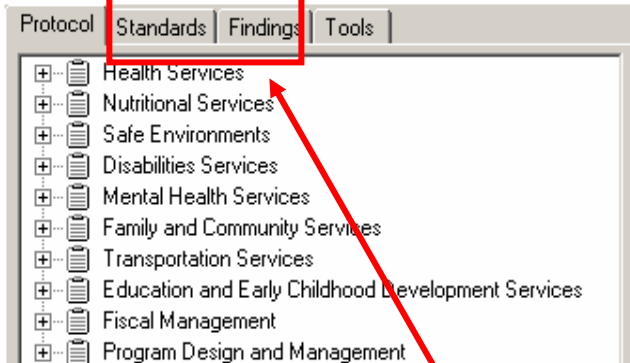 Protocol Standards Findings Tools
Health Services
Nutritional Services
Safe Environments
Disabilities Services
Mental Health Services
Family and Community Services
Transportation Services
Education and Early Childhood Development Services
Fiscal Management
Program Design and Management